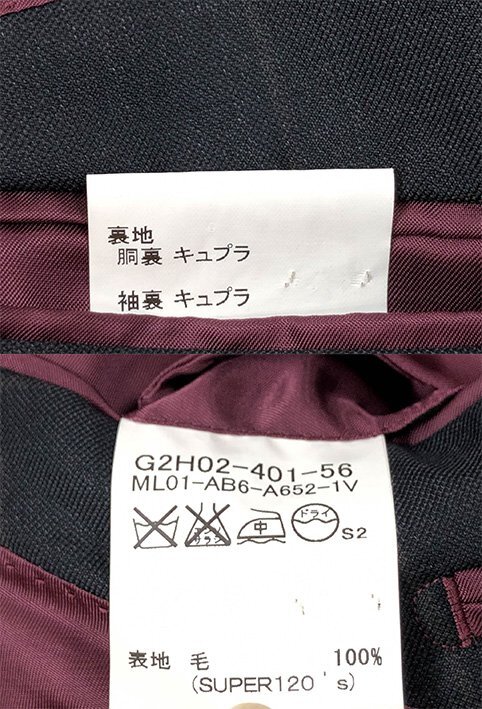 裏地
胴裏 キュプラ
袖裏 キュプラ
G2H02-401-56
ML01-AB6-A652-1V
中 ドライ
S2
表地 毛 100%
(SUPER120's)